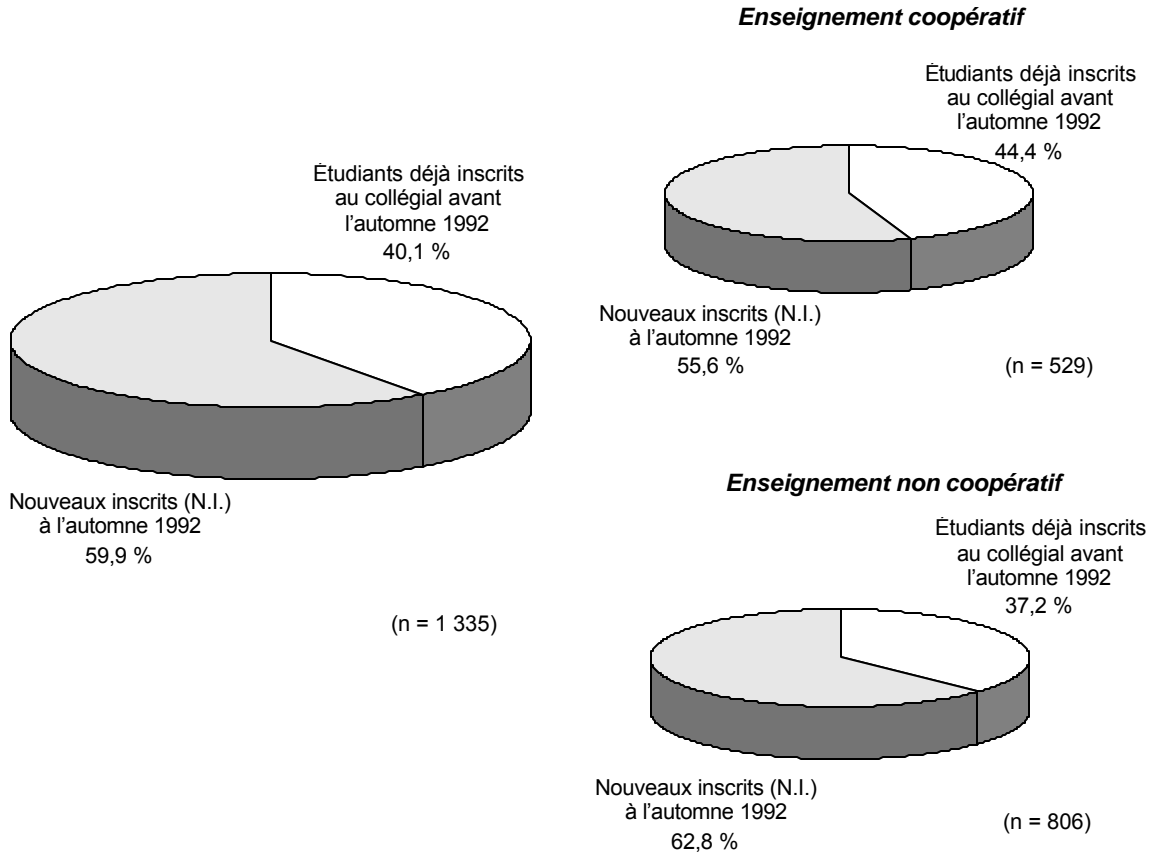 Étudiants déjà inscrits
au collégial avant
l'automne 1992
40,1 %
Nouveaux inscrits (N.I.)
à l'automne 1992
59,9 %
(n = 1 335)
Enseignement coopératif
Étudiants déjà inscrits
au collégial avant
l'automne 1992
44,4 %
Nouveaux inscrits (N.I.)
à l'automne 1992
55,6 %
(n = 529)
Enseignement non coopératif
Étudiants déjà inscrits
au collégial avant
l'automne 1992
37,2 %
Nouveaux inscrits (N.I.)
à l'automne 1992
62,8 %
(n = 806)